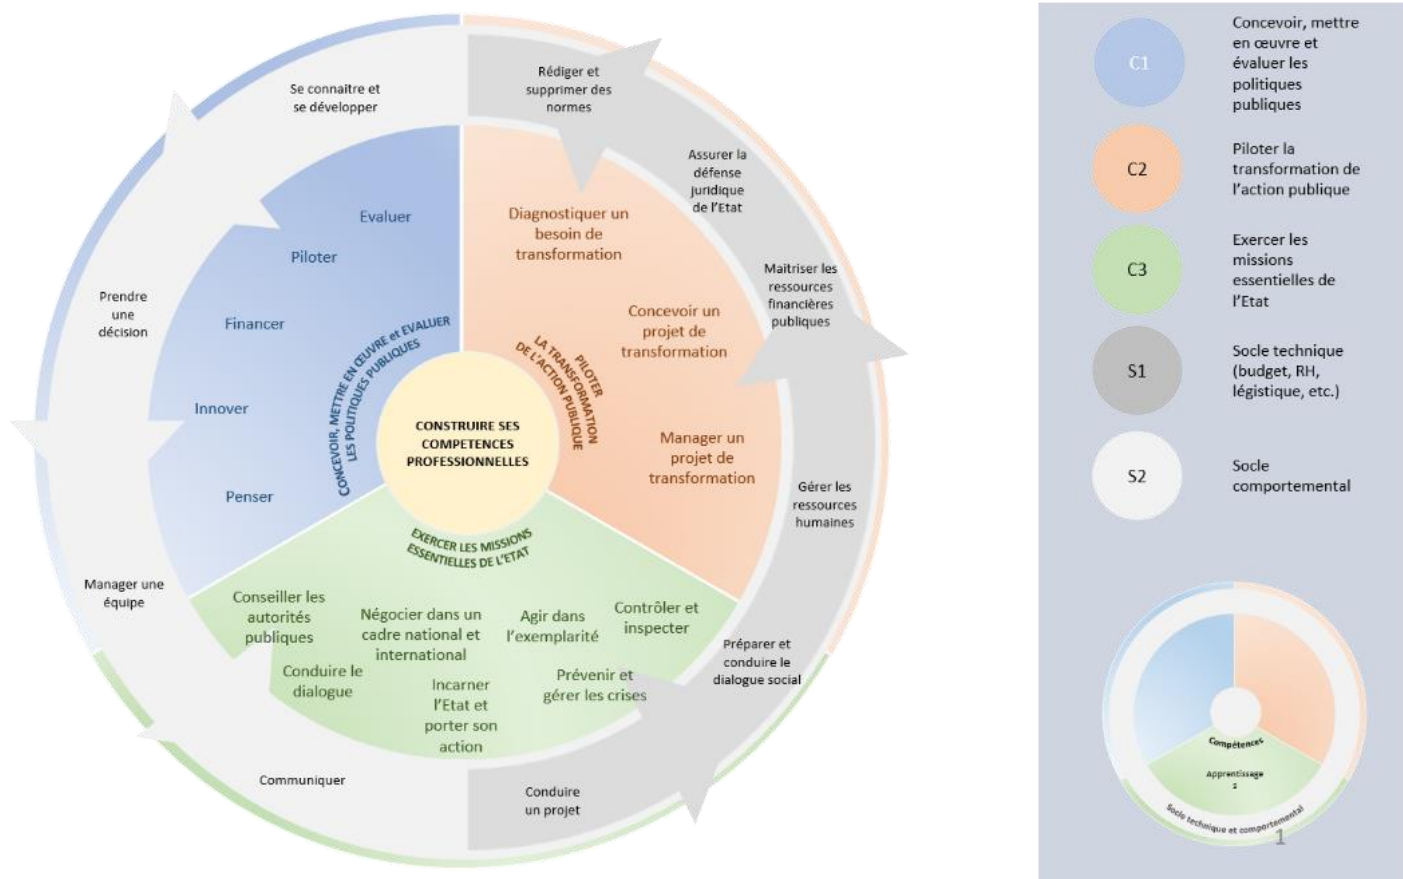 Se connaitre et
se développer
Rédiger et
supprimer des
normes
Assurer la
défense
juridique
de l'Etat
Maitriser les
ressources
financières
publiques
Gérer les
ressources
humaines
Préparer et
conduire le
dialogue social
Conduire
un projet
Communiquer
Manager une
équipe
Prendre
une
décision
Evaluer
Piloter
Financer
Innover
Penser
CONCEVOIR, METTRE EN ŒUVRE et EVALUER
LES POLITIQUES PUBLIQUES
Diagnostiquer un
besoin de
transformation
Concevoir un
projet de
transformation
Manager un
projet de
transformation
PILOTER
LA TRANSFORMATION
DE L'ACTION PUBLIQUE
CONSTRUIRE SES
COMPETENCES
PROFESSIONNELLES
EXERCER LES MISSIONS
ESSENTIELLES DE L'ETAT
Conseiller les
autorités
publiques
Négocier dans un
cadre national et
international
Agir dans
l'exemplarité
Contrôler et
inspecter
Conduire le
dialogue
Incarner
l'Etat et
porter son
action
Prévenir et
gérer les crises
C1
Concevoir, mettre
en œuvre et
évaluer les
politiques
publiques
C2
Piloter la
transformation de
l'action publique
C3
Exercer les
missions
essentielles de
l'Etat
S1
Socle technique
(budget, RH,
légistique, etc.)
S2
Socle
comportemental
Compétences
Apprentissage
s
Socle technique et comportemental
1